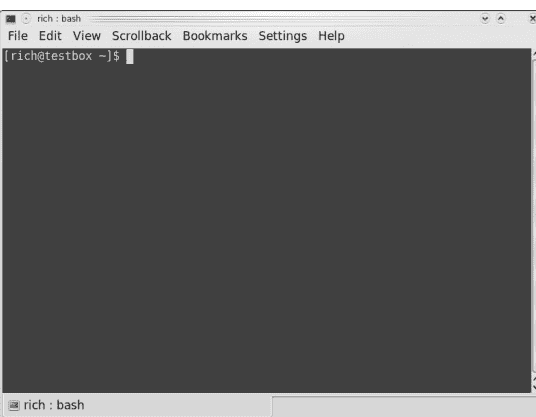 rich : bash
File Edit View Scrollback Bookmarks Settings Help
[rich@testbox ~]$
rich : bash